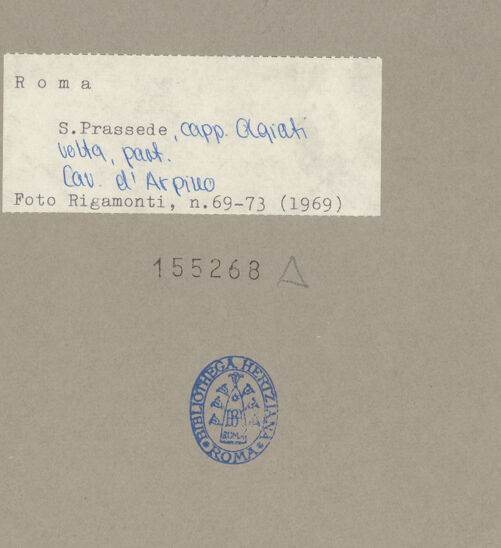 Roma
S.Prassede, capp. Olgiati
volta, part.
Cav. d'Arpino
Foto Rigamonti, n.69-73 (1969)
155268
BIBLIOTHECA HERTZIANA
ROMA